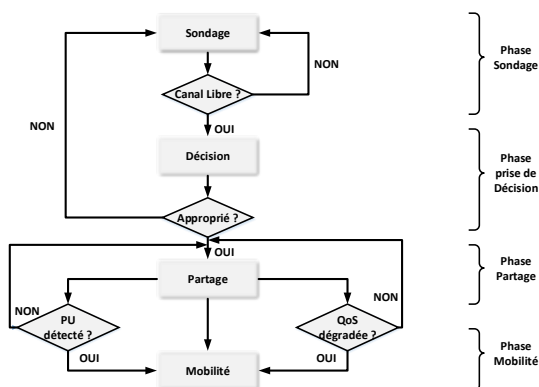 Sondage
Phase
Sondage
NON
Canal Libre ?
NON
OUI
Décision
Phase
prise de
Décision
Approprié ?
OUI
Partage
Phase
Partage
NON
NON
PU
détecté ?
QoS
dégradée ?
OUI
OUI
Mobilité
Phase
Mobilité